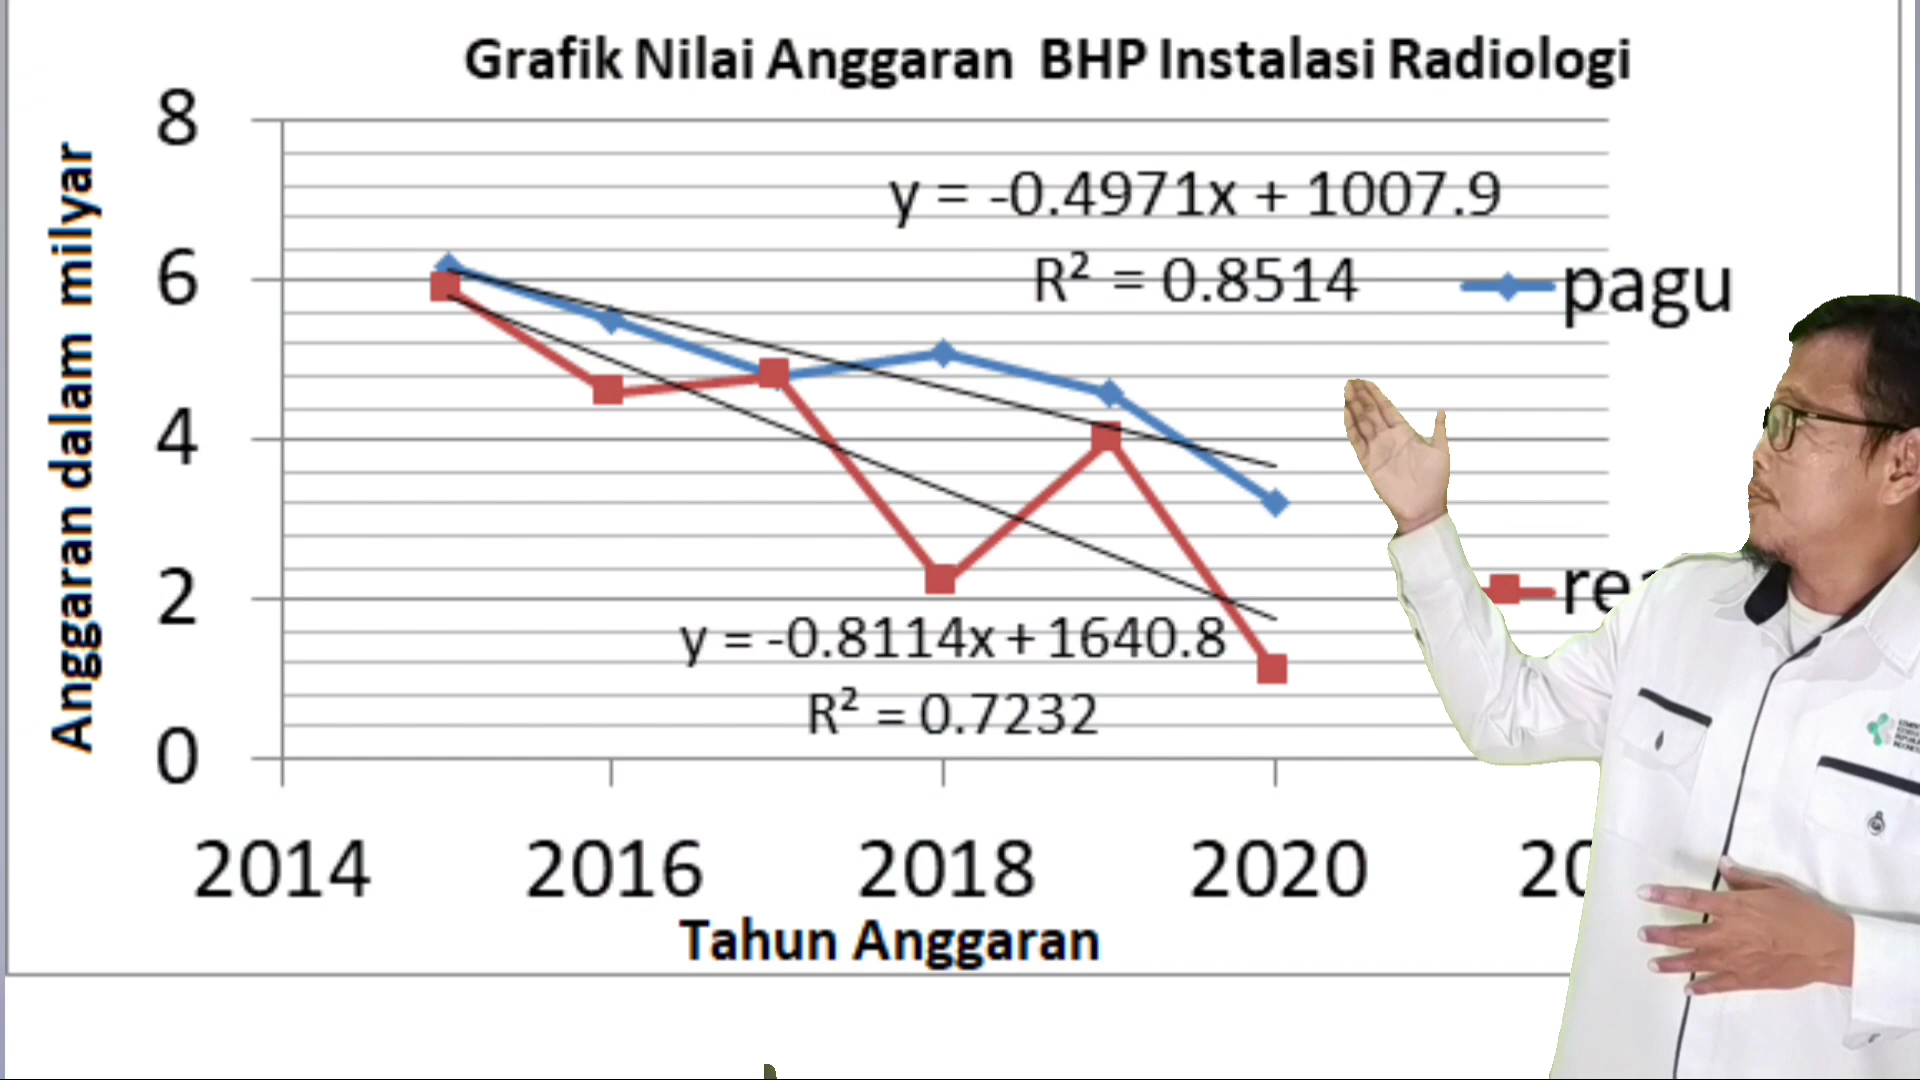 Grafik Nilai Anggaran BHP Instalasi Radiologi
Anggaran dalam milyar
8
6
4
2
0
y = -0.4971x + 1007.9
R² = 0.8514
pagu
y = -0.8114x + 1640.8
R² = 0.7232
2014 2016 2018 2020
Tahun Anggaran